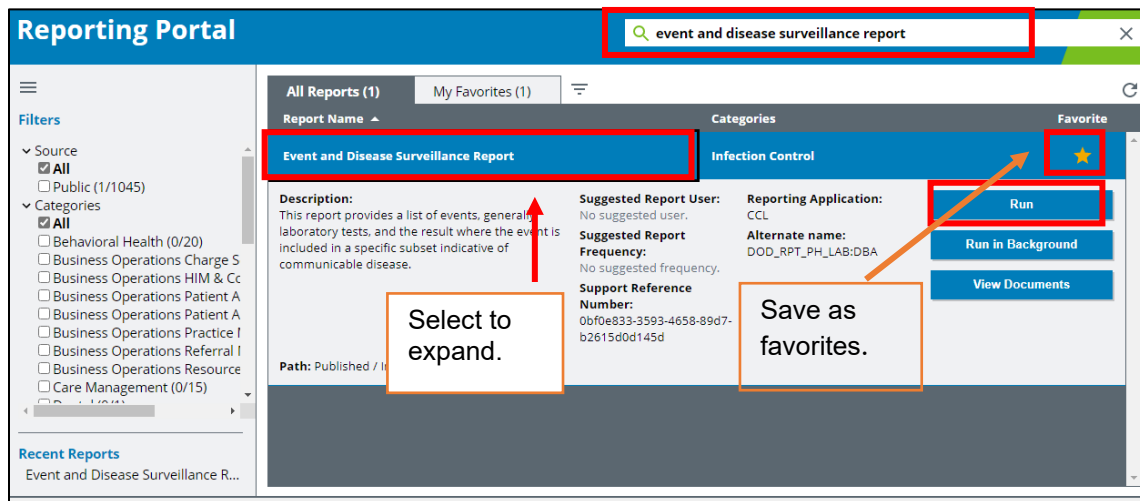 Reporting Portal
event and disease surveillance report
Filters
Source
All
Public (1/1045)
Categories
All
Behavioral Health (0/20)
Business Operations Charge S
Business Operations HIM & Cc
Business Operations Patient A
Business Operations Patient A
Business Operations Practice
Business Operations Referral
Business Operations Resource
Care Management (0/15)
Recent Reports
Event and Disease Surveillance R...
All Reports (1)
My Favorites (1)
Report Name
Categories
Favorite
Event and Disease Surveillance Report
Infection Control
Description:
This report provides a list of events, generally
laboratory tests, and the result where the event is
included in a specific subset indicative of
communicable disease.
Path: Published /
Suggested Report User:
No suggested user.
Suggested Report
Frequency:
No suggested frequency.
Support Reference
Number:
0bf0e833-3593-4658-89d7-
b2615d0d145d
Reporting Application:
CCL
Alternate name:
DOD_RPT_PH_LAB:DBA
Run
Run in Background
View Documents
Select to
expand.
Save as
favorites.